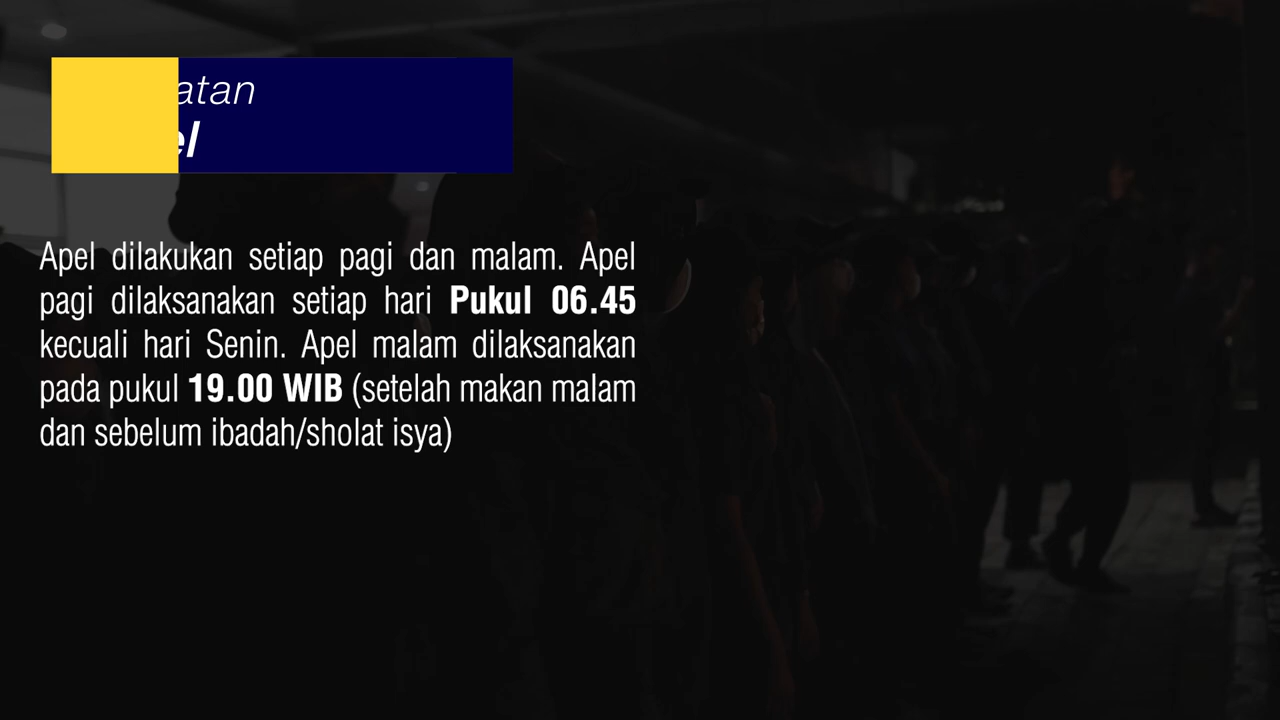 atan
el
Apel dilakukan setiap pagi dan malam. Apel
pagi dilaksanakan setiap hari Pukul 06.45
kecuali hari Senin. Apel malam dilaksanakan
pada pukul 19.00 WIB (setelah makan malam
dan sebelum ibadah/sholat isya)